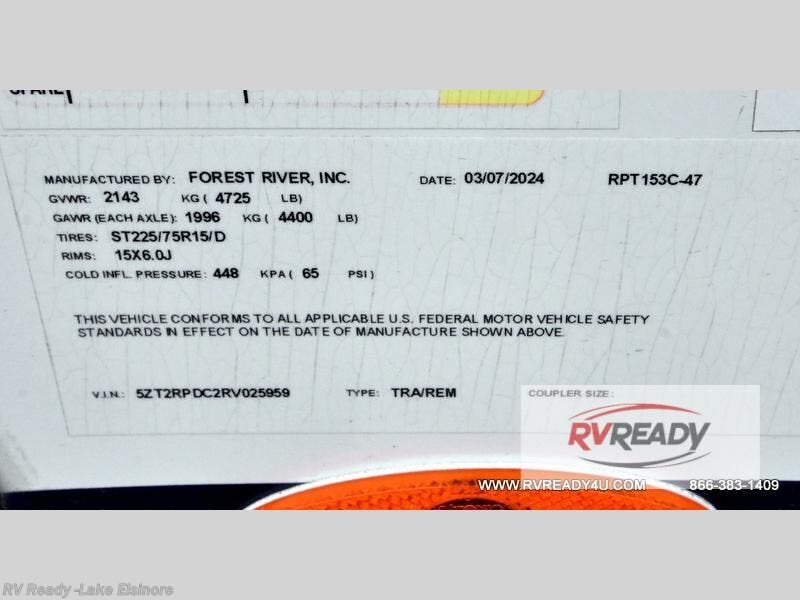 SPARE
MANUFACTURED BY: FOREST RIVER, INC. DATE: 03/07/2024 RPT153C-47
GVWR: 2143 KG ( 4725 LB)
GAWR (EACH AXLE): 1996 KG ( 4400 LB)
TIRES: ST225/75R15/D
RIMS: 15X6.0J
COLD INFL. PRESSURE: 448 KPA ( 65 PSI )
THIS VEHICLE CONFORMS TO ALL APPLICABLE U.S. FEDERAL MOTOR VEHICLE SAFETY
STANDARDS IN EFFECT ON THE DATE OF MANUFACTURE SHOWN ABOVE.
V.I.N.: 5ZT2RPDC2RV025959 TYPE: TRA/REM COUPLER SIZE:
RVREADY
WWW.RVREADY4U.COM 866-383-1409
RV Ready -Lake Elsinore